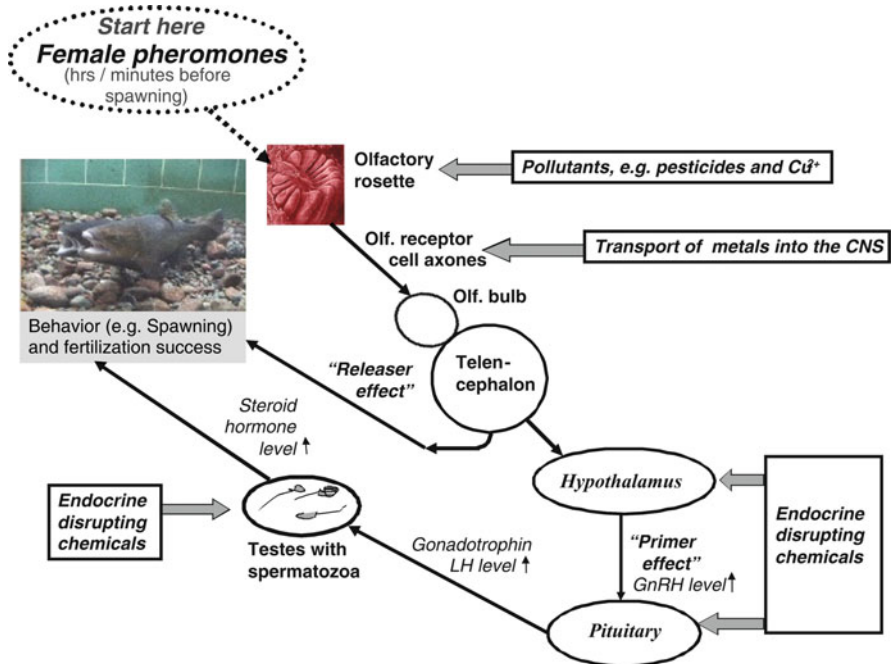 Start here
Female pheromones
(hrs / minutes before
spawning)
Olfactory
rosette
Pollutants, e.g. pesticides and Cu²⁺
Olf. receptor
cell axones
Transport of metals into the CNS
Olf. bulb
Behavior (e.g. Spawning)
and fertilization success
Telen-
cephalon
“Releaser
effect”
Steroid
hormone
level ↑
Hypothalamus
Endocrine
disrupting
chemicals
Endocrine
disrupting
chemicals
Testes with
spermatozoa
Gonadotrophin
LH level ↑
“Primer
effect”
GnRH level ↑
Pituitary